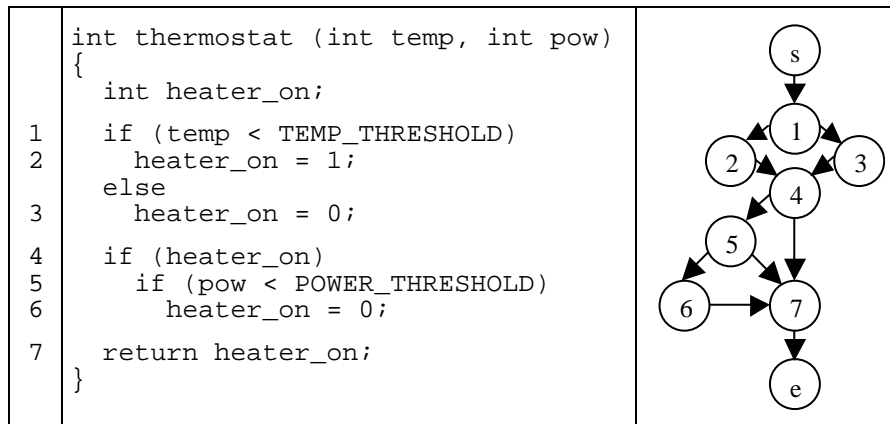 int thermostat (int temp, int pow)
{
int heater_on;
1 if (temp < TEMP_THRESHOLD)
2 heater_on = 1;
else
3 heater_on = 0;
4 if (heater_on)
5 if (pow < POWER_THRESHOLD)
6 heater_on = 0;
7 return heater_on;
}
s
1
2 3
4
5
6 7
e